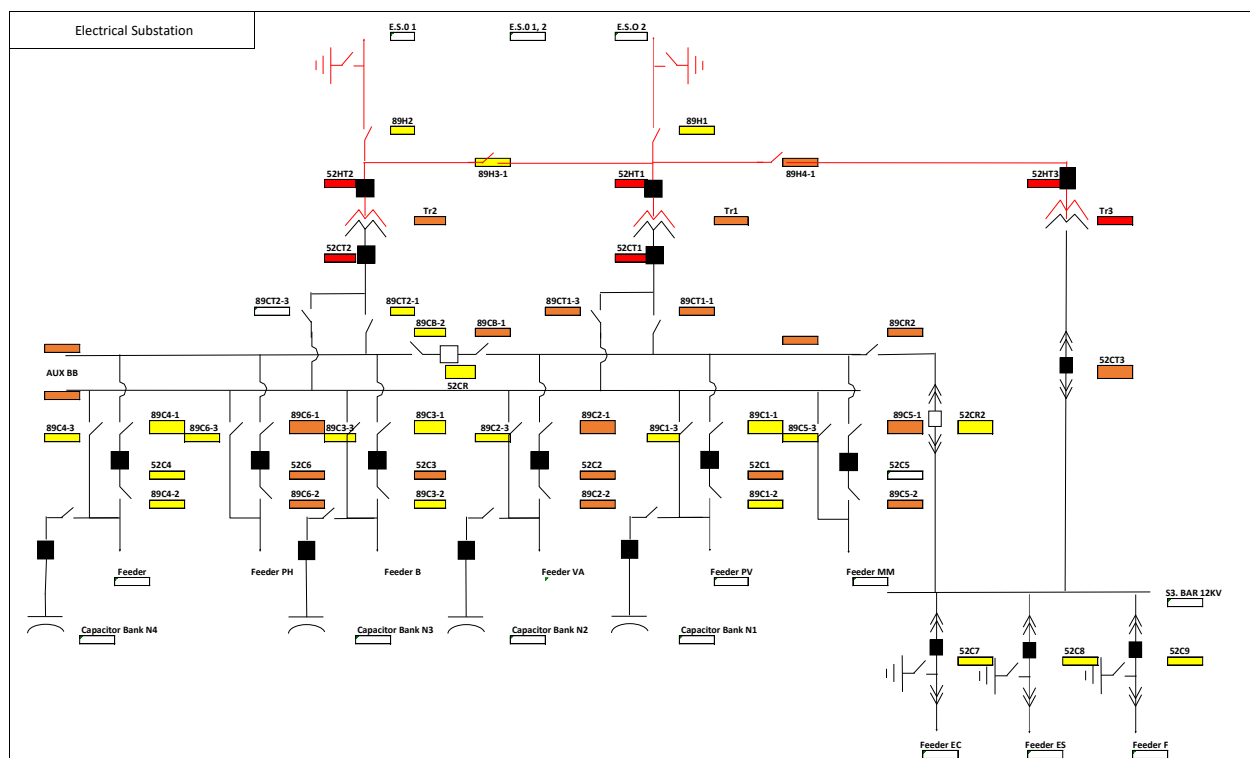 Electrical Substation
E.S.0 1
E.S.0 1, 2
E.S.O 2
89H2
89H1
89H3-1
89H4-1
52HT2
52HT1
52HT3
Tr2
Tr1
Tr3
52CT2
52CT1
89CT2-3
89CT2-1
89CT1-3
89CT1-1
89CB-2
89CB-1
89CR2
52CT3
AUX BB
52CR
89C4-3
89C4-1
89C6-3
89C6-1
89C3-3
89C3-1
89C2-3
89C2-1
89C1-3
89C1-1
89C5-3
89C5-1
52CR2
52C4
52C6
52C3
52C2
52C1
52C5
89C4-2
89C6-2
89C3-2
89C2-2
89C1-2
89C5-2
Feeder
Feeder PH
Feeder B
Feeder VA
Feeder PV
Feeder MM
S3. BAR 12KV
Capacitor Bank N4
Capacitor Bank N3
Capacitor Bank N2
Capacitor Bank N1
52C7
52C8
52C9
Feeder EC
Feeder ES
Feeder F